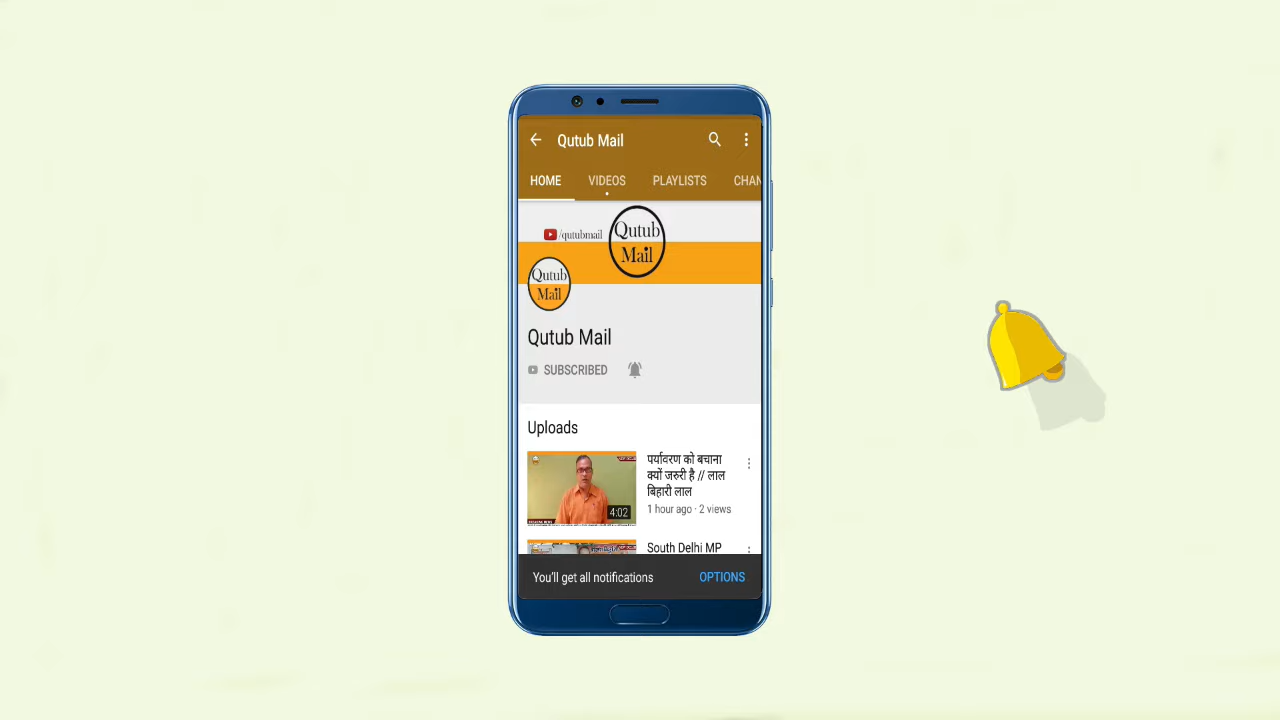 Qutub Mail
HOME VIDEOS PLAYLISTS CHAN
/qutubmail
Qutub
Mail
Qutub
Mail
Qutub Mail
SUBSCRIBED
Uploads
पर्यावरण को बचाना
क्यों जरुरी है // लाल
बिहारी लाल
4:02
1 hour ago · 2 views
South Delhi MP
You'll get all notifications OPTIONS